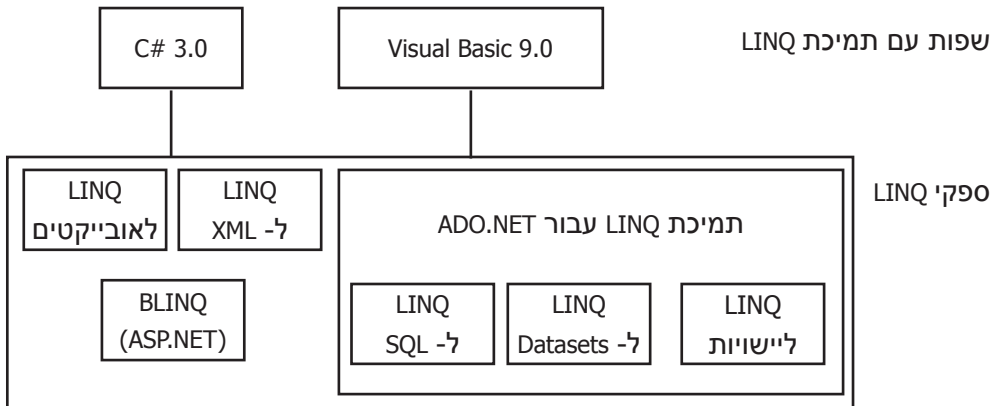 C# 3.0
Visual Basic 9.0
שפות עם תמיכת LINQ
ספקי LINQ
LINQ
לאובייקטים
LINQ
ל- XML
BLINQ
(ASP.NET)
תמיכת LINQ עבור ADO.NET
LINQ
ל- SQL
LINQ
ל- Datasets
LINQ
ליישויות